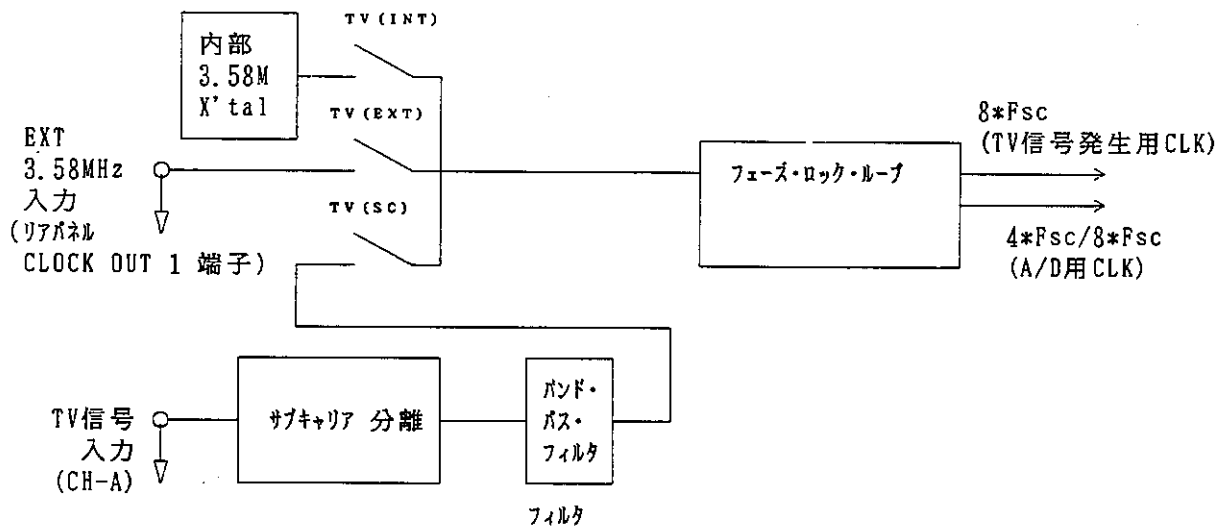 TV(INT)
内部
3.58M
X'tal
TV(EXT)
EXT
3.58MHz
入力
(リアパネル
CLOCK OUT 1 端子)
TV(SC)
フェーズ・ロック・ループ
8*Fsc
(TV信号発生用CLK)
4*Fsc/8*Fsc
(A/D用CLK)
TV信号
入力
(CH-A)
サブキャリア 分離
バンド・
パス・
フィルタ
フィルタ